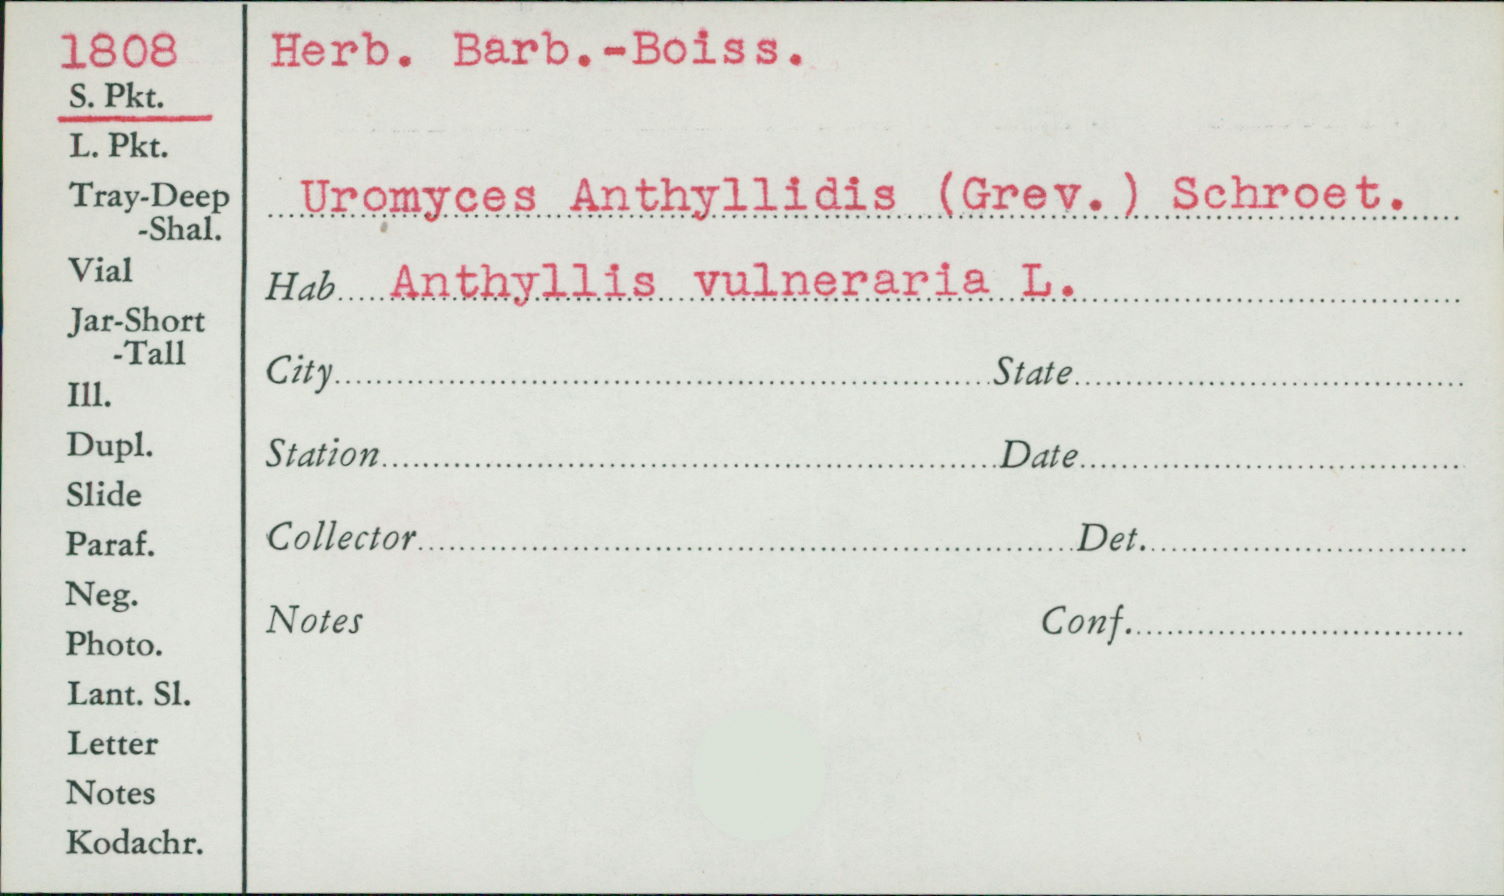 1808
S. Pkt.
L. Pkt.
Tray-Deep
-Shal.
Vial
Jar-Short
-Tall
Ill.
Dupl.
Slide
Paraf.
Neg.
Photo.
Lant. Sl.
Letter
Notes
Kodachr.
Herb. Barb.-Boiss.
Uromyces Anthyllidis (Grev.) Schroet.
Hab. Anthyllis vulneraria L.
City State
Station Date
Collector Det.
Notes Conf.